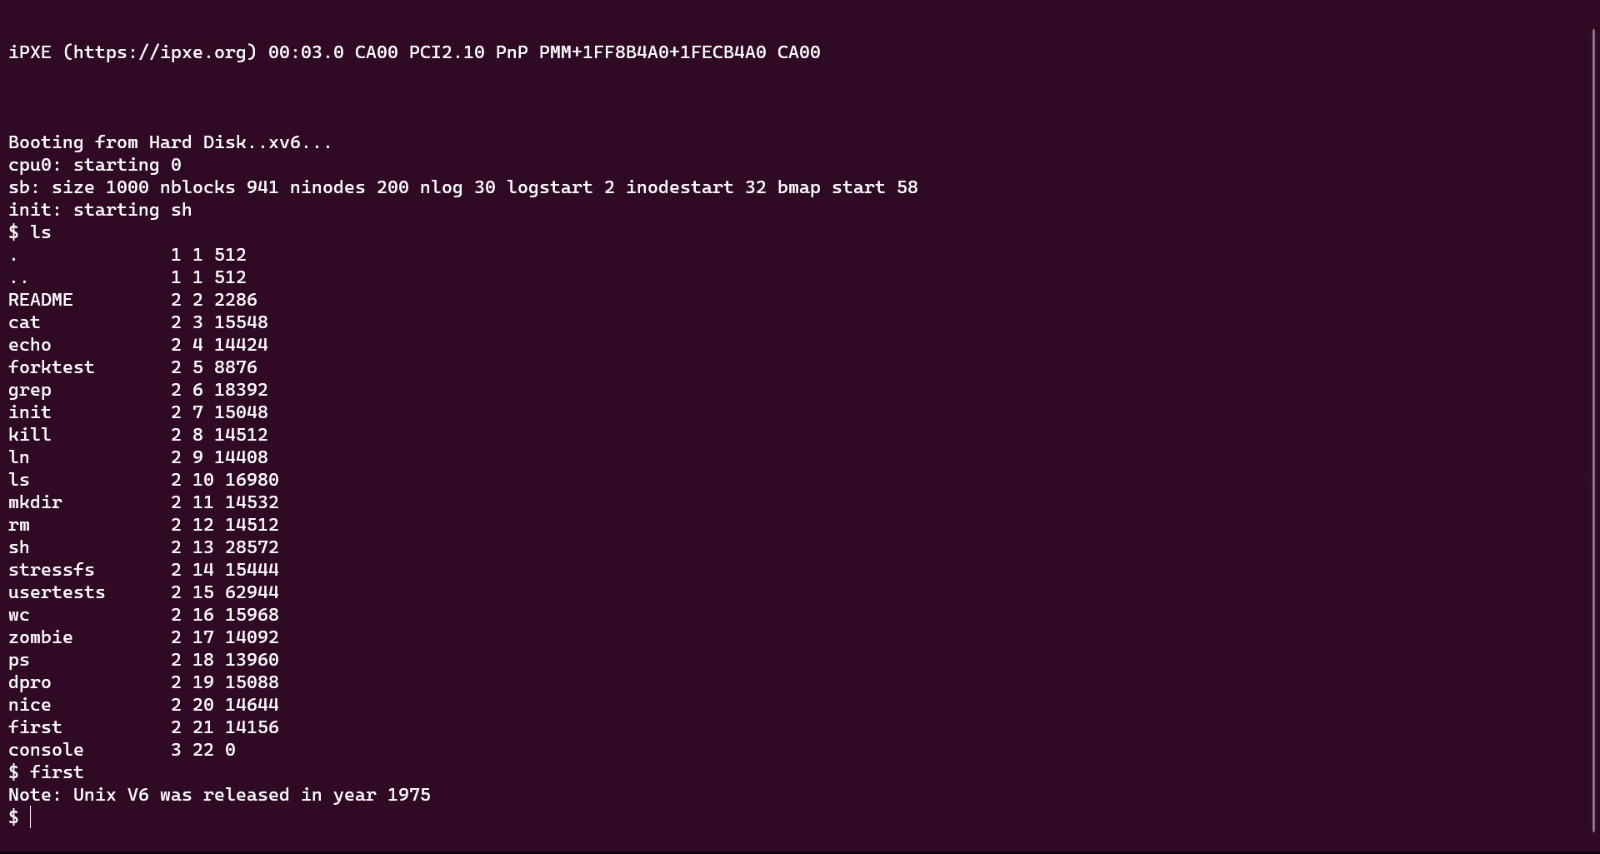 iPXE (https://ipxe.org) 00:03.0 CA00 PCI2.10 PnP PMM+1FF8B4A0+1FECB4A0 CA00
Booting from Hard Disk..xv6...
cpu0: starting 0
sb: size 1000 nblocks 941 ninodes 200 nlog 30 logstart 2 inodestart 32 bmap start 58
init: starting sh
$ ls
.              1 1 512
..             1 1 512
README         2 2 2286
cat            2 3 15548
echo           2 4 14424
forktest       2 5 8876
grep           2 6 18392
init           2 7 15048
kill           2 8 14512
ln             2 9 14408
ls             2 10 16980
mkdir          2 11 14532
rm             2 12 14512
sh             2 13 28572
stressfs       2 14 15444
usertests      2 15 62944
wc             2 16 15968
zombie         2 17 14092
ps             2 18 13960
dpro           2 19 15088
nice           2 20 14644
first          2 21 14156
console        3 22 0
$ first
Note: Unix V6 was released in year 1975
$